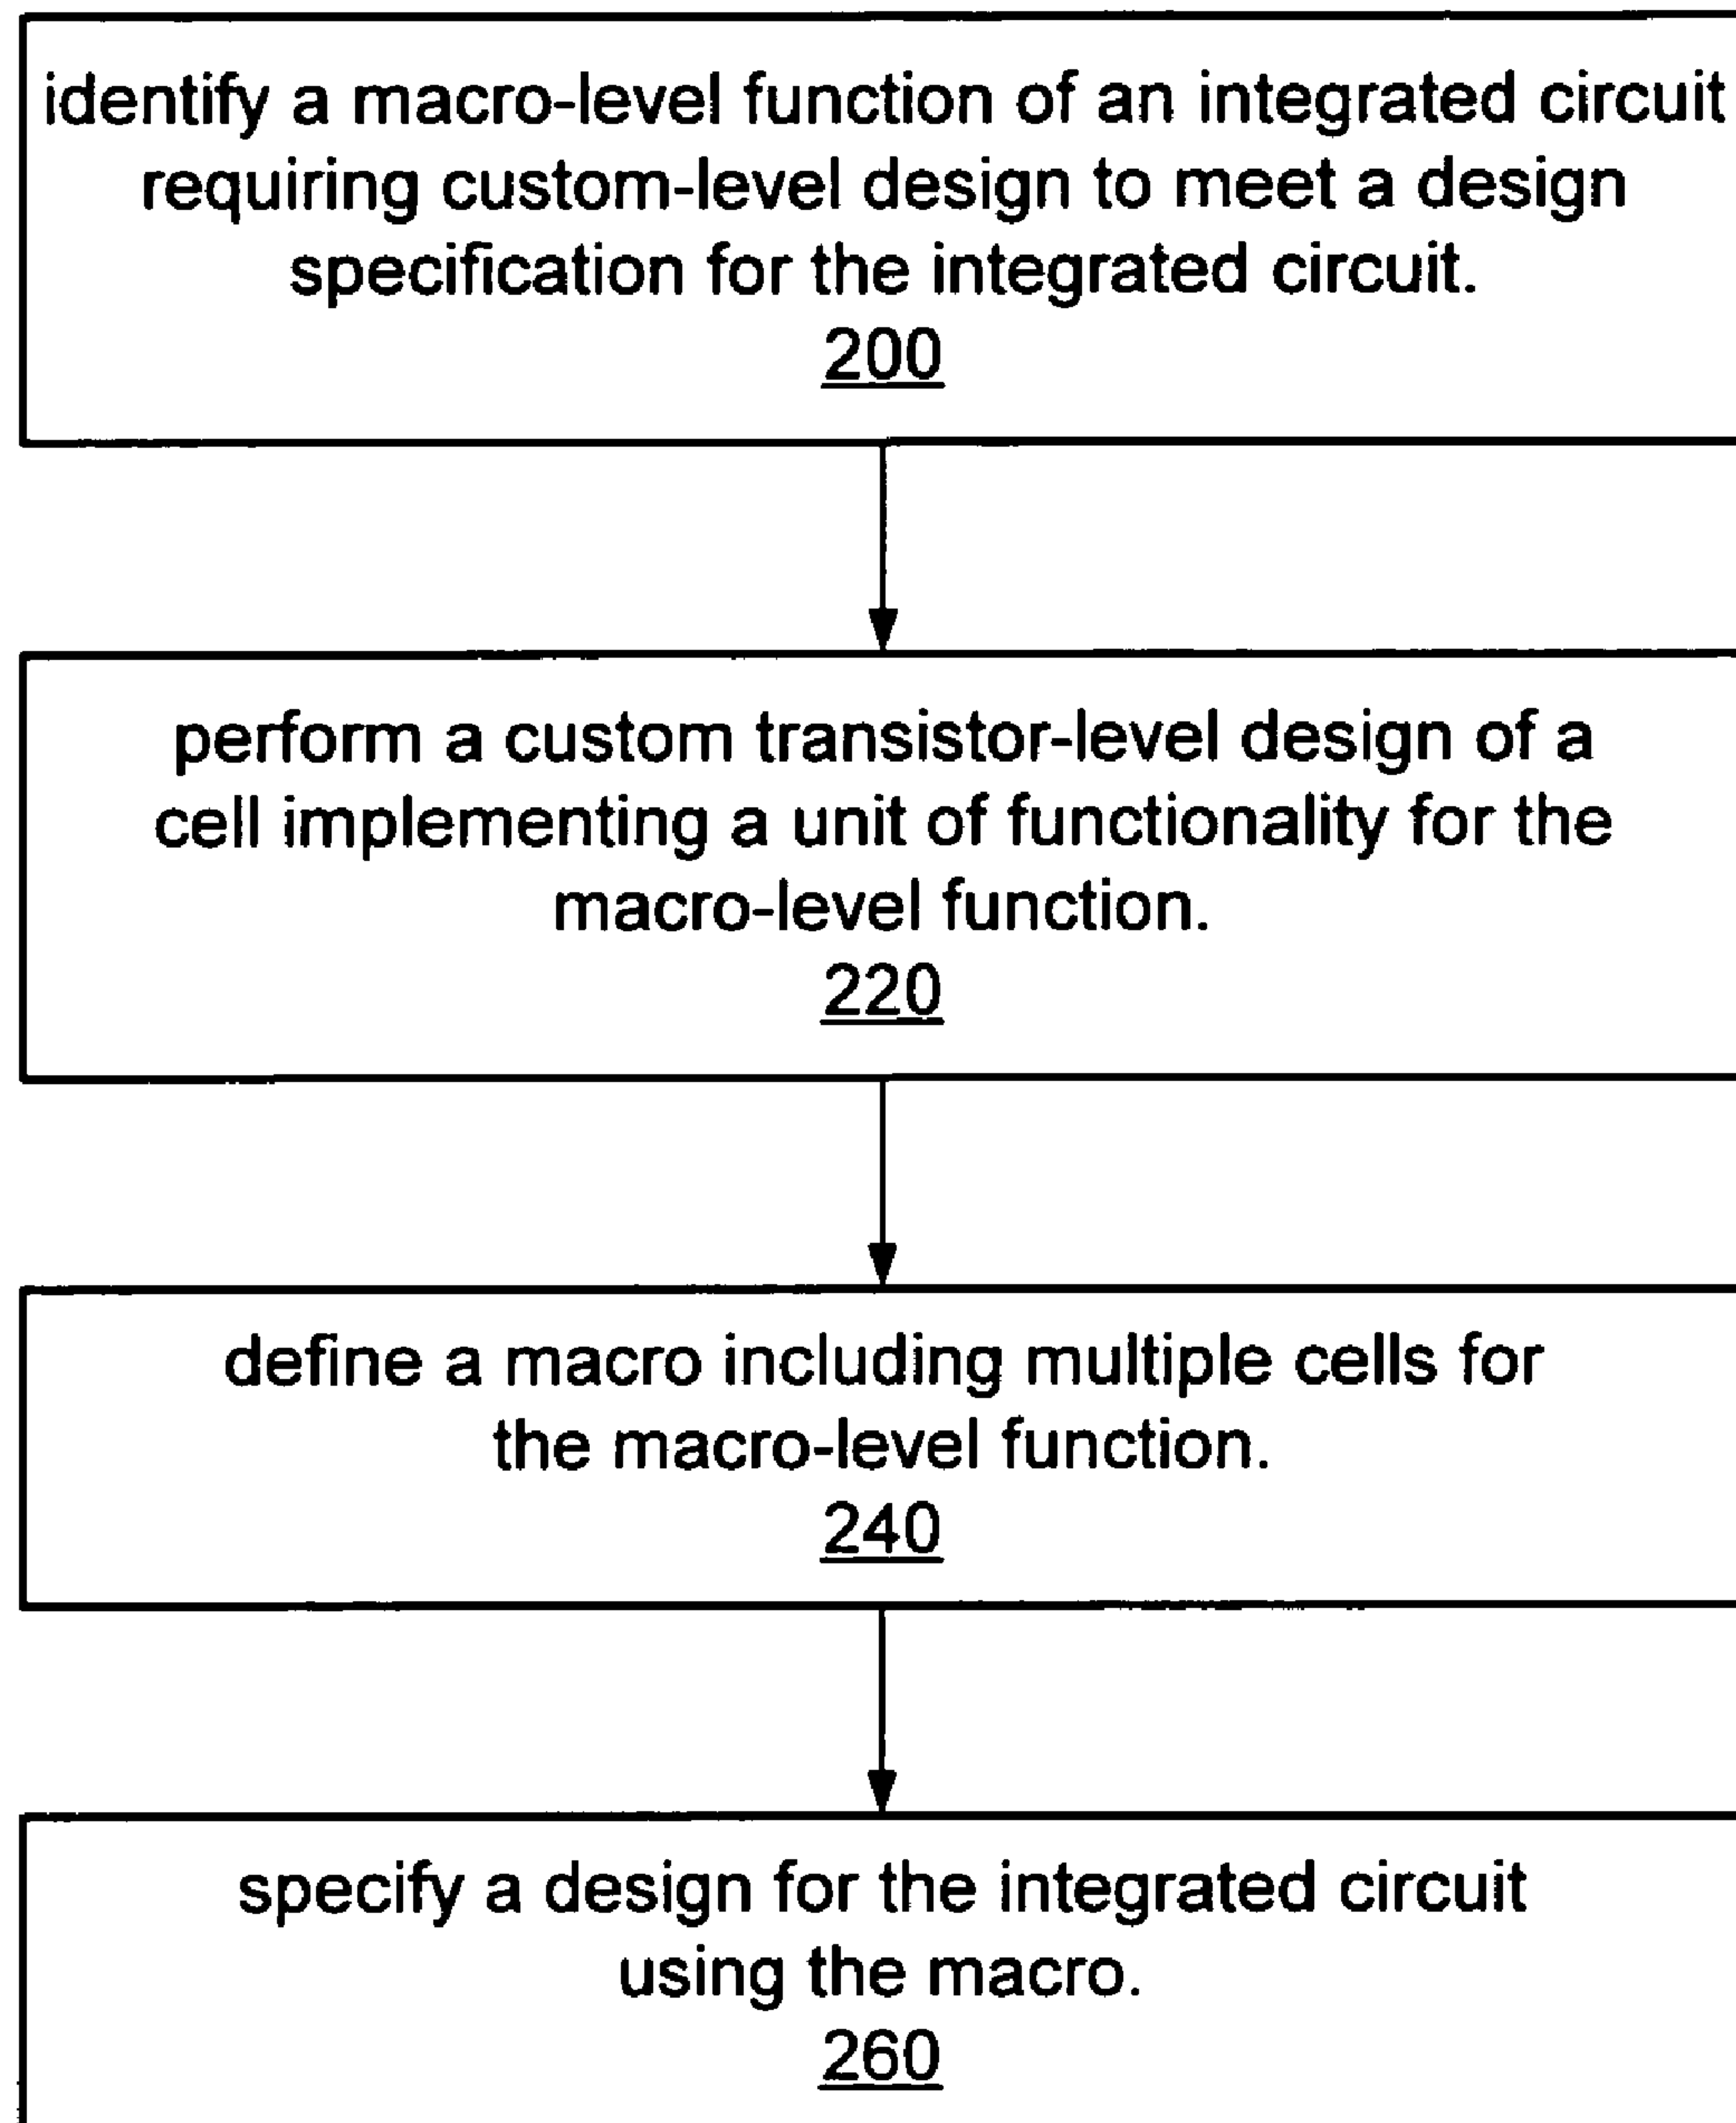 identify a macro-level function of an integrated circuit
requiring custom-level design to meet a design
specification for the integrated circuit.
200
perform a custom transistor-level design of a
cell implementing a unit of functionality for the
macro-level function.
220
define a macro including multiple cells for
the macro-level function.
240
specify a design for the integrated circuit
using the macro.
260